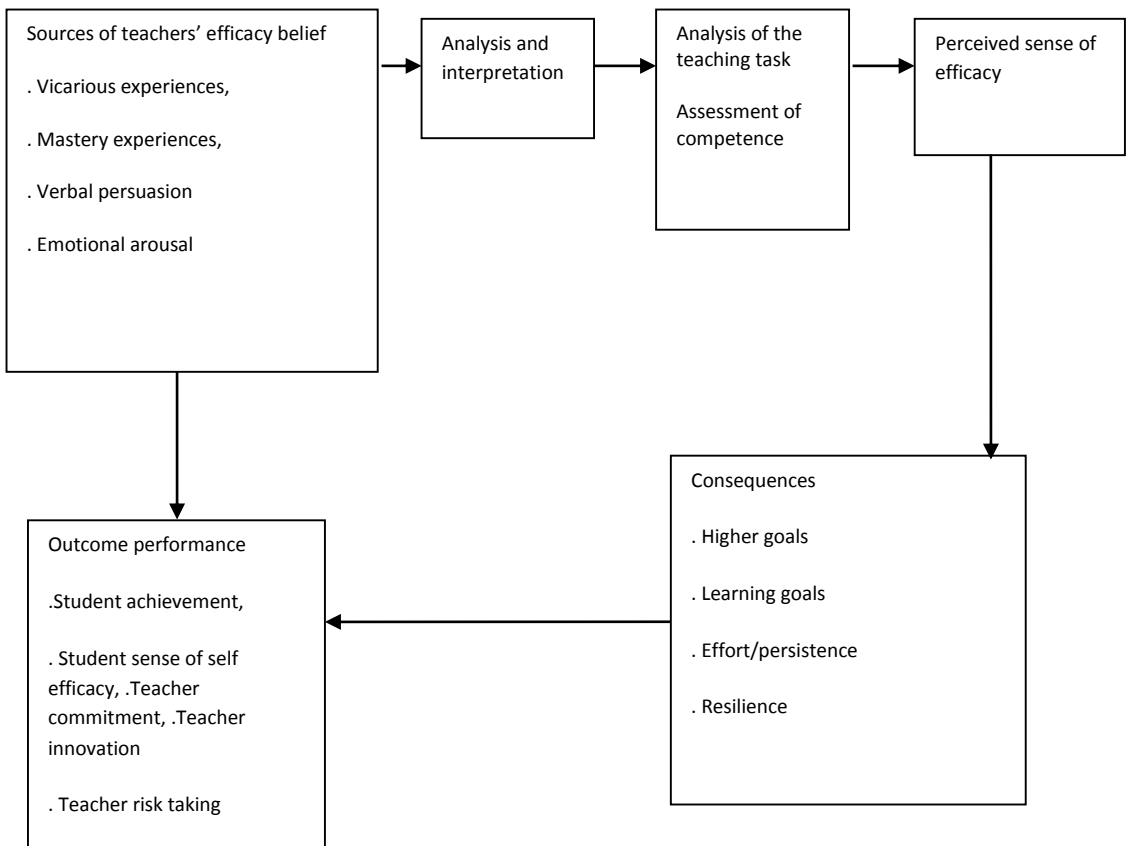 Sources of teachers’ efficacy belief
. Vicarious experiences,
. Mastery experiences,
. Verbal persuasion
. Emotional arousal
Analysis and
interpretation
Analysis of the
teaching task
Assessment of
competence
Perceived sense of
efficacy
Consequences
. Higher goals
. Learning goals
. Effort/persistence
. Resilience
Outcome performance
.Student achievement,
. Student sense of self
efficacy, .Teacher
commitment, .Teacher
innovation
. Teacher risk taking